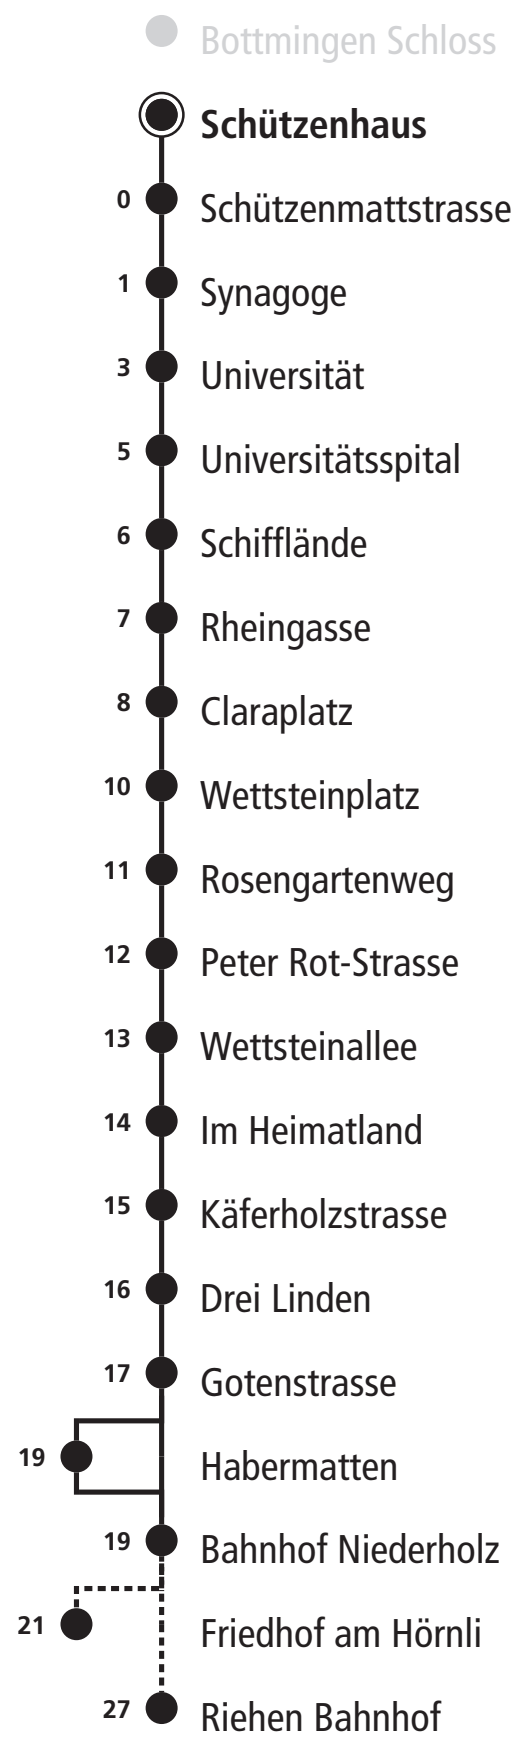 Bottmingen Schloss
Schützenhaus
0 Schützenmattstrasse
1 Synagoge
3 Universität
5 Universitätsspital
6 Schifflände
7 Rheingasse
8 Claraplatz
10 Wettsteinplatz
11 Rosengartenweg
12 Peter Rot-Strasse
13 Wettsteinallee
14 Im Heimatland
15 Käferholzstrasse
16 Drei Linden
17 Gotenstrasse
19 Habermatten
19 Bahnhof Niederholz
21 Friedhof am Hörnli
27 Riehen Bahnhof